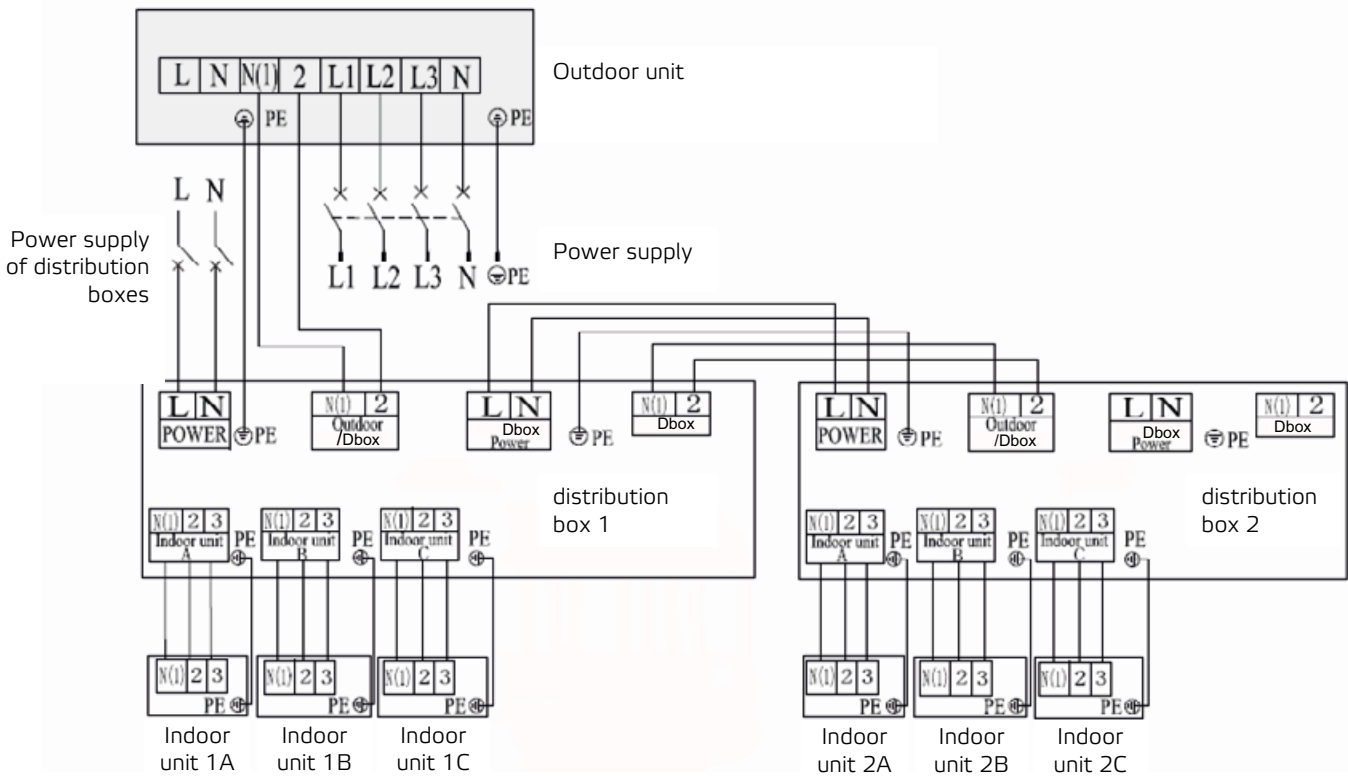 L N N(1) 2 L1 L2 L3 N
Outdoor unit
PE
PE
L N
Power supply
of distribution
boxes
Power supply
L1 L2 L3 N PE
L N
POWER
PE
N(1) 2
Outdoor
/Dbox
L N
Dbox
Power
PE
N(1) 2
Dbox
distribution
box 1
N(1) 2 3
Indoor unit
A
PE
N(1) 2 3
Indoor unit
B
PE
N(1) 2 3
Indoor unit
C
PE
N(1) 2 3
PE
Indoor
unit 1A
N(1) 2 3
PE
Indoor
unit 1B
N(1) 2 3
PE
Indoor
unit 1C
L N
POWER
PE
N(1) 2
Outdoor
/Dbox
L N
Dbox
Power
PE
N(1) 2
Dbox
distribution
box 2
N(1) 2 3
Indoor unit
A
PE
N(1) 2 3
Indoor unit
B
PE
N(1) 2 3
Indoor unit
C
PE
N(1) 2 3
PE
Indoor
unit 2A
N(1) 2 3
PE
Indoor
unit 2B
N(1) 2 3
PE
Indoor
unit 2C